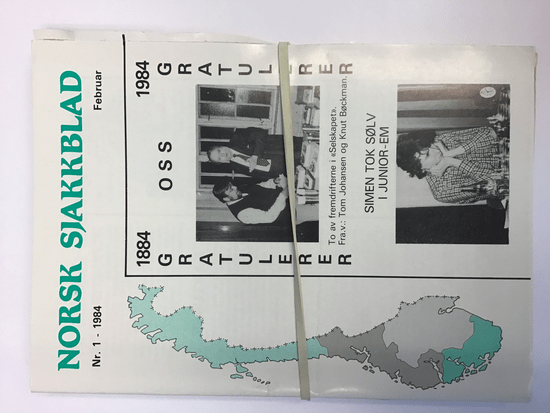 NORSK SJAKKBLAD
Nr. 1 - 1984
Februar
1884 OSS 1984
GRATULERER
GRATULERER
To av fremdrifterne i «Selskapet».
Fra.v.: Tom Johansen og Knut Bøckman.
SIMEN TOK SØLV
I JUNIOR-EM